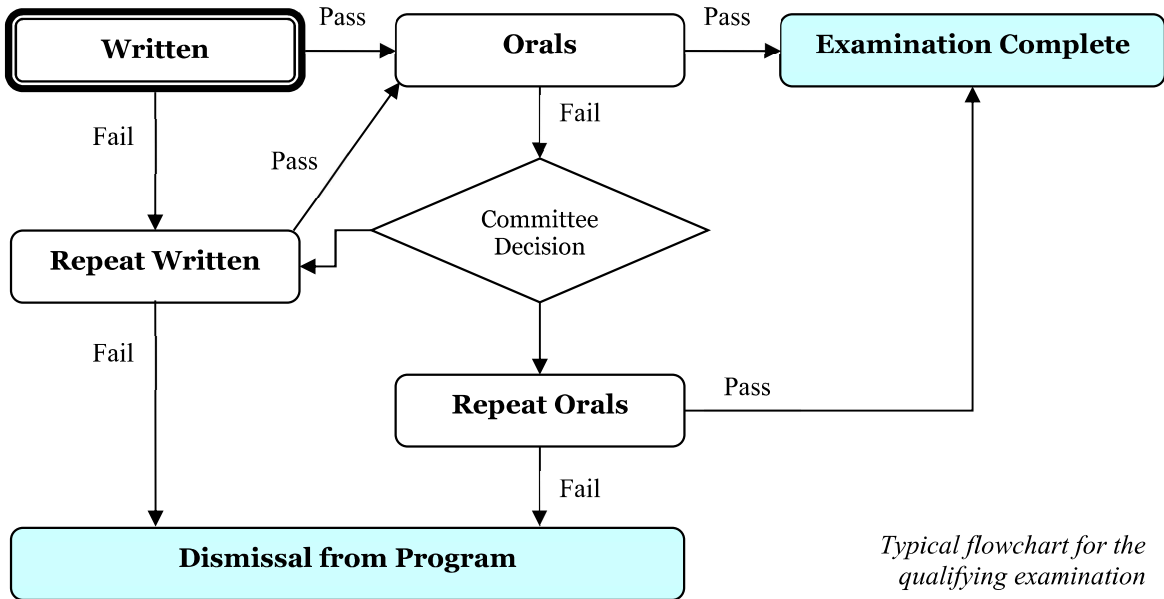 Written
Pass
Orals
Pass
Examination Complete
Fail
Pass
Fail
Committee
Decision
Repeat Written
Fail
Repeat Orals
Pass
Fail
Dismissal from Program
Typical flowchart for the
qualifying examination